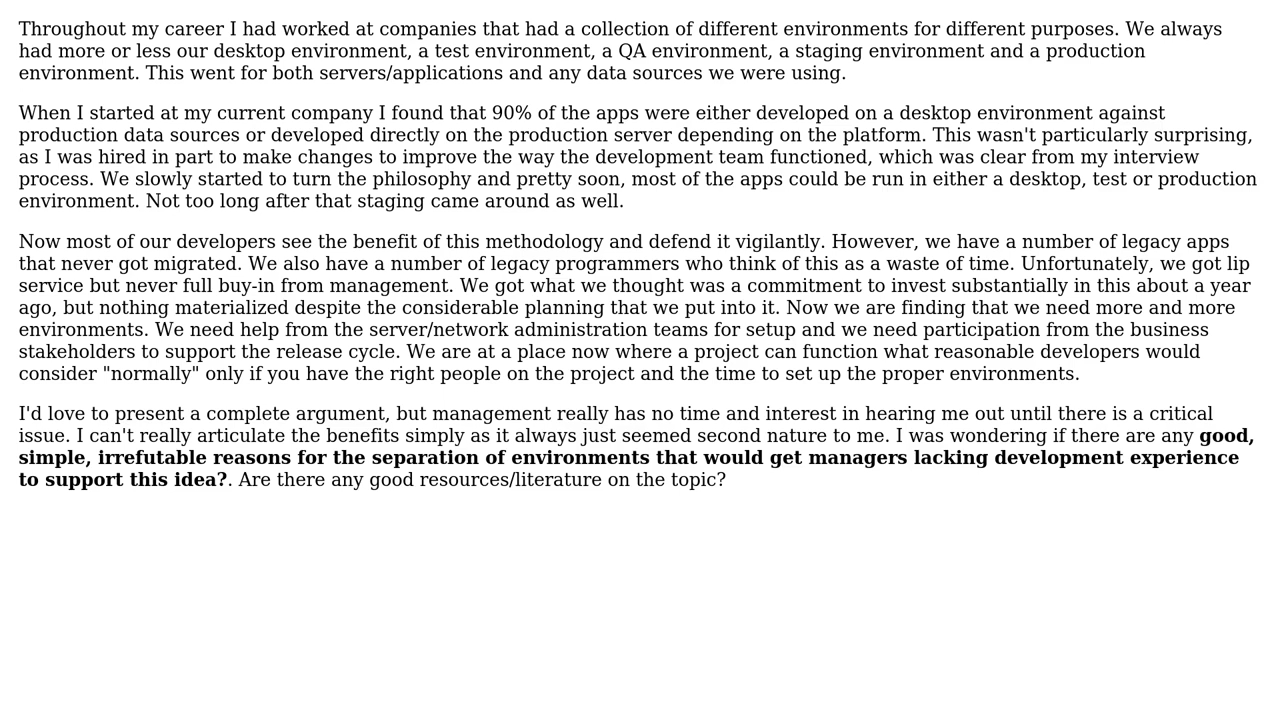 Throughout my career I had worked at companies that had a collection of different environments for different purposes. We always
had more or less our desktop environment, a test environment, a QA environment, a staging environment and a production
environment. This went for both servers/applications and any data sources we were using.
When I started at my current company I found that 90% of the apps were either developed on a desktop environment against
production data sources or developed directly on the production server depending on the platform. This wasn't particularly surprising,
as I was hired in part to make changes to improve the way the development team functioned, which was clear from my interview
process. We slowly started to turn the philosophy and pretty soon, most of the apps could be run in either a desktop, test or production
environment. Not too long after that staging came around as well.
Now most of our developers see the benefit of this methodology and defend it vigilantly. However, we have a number of legacy apps
that never got migrated. We also have a number of legacy programmers who think of this as a waste of time. Unfortunately, we got lip
service but never full buy-in from management. We got what we thought was a commitment to invest substantially in this about a year
ago, but nothing materialized despite the considerable planning that we put into it. Now we are finding that we need more and more
environments. We need help from the server/network administration teams for setup and we need participation from the business
stakeholders to support the release cycle. We are at a place now where a project can function what reasonable developers would
consider "normally" only if you have the right people on the project and the time to set up the proper environments.
I'd love to present a complete argument, but management really has no time and interest in hearing me out until there is a critical
issue. I can't really articulate the benefits simply as it always just seemed second nature to me. I was wondering if there are any good,
simple, irrefutable reasons for the separation of environments that would get managers lacking development experience
to support this idea?. Are there any good resources/literature on the topic?